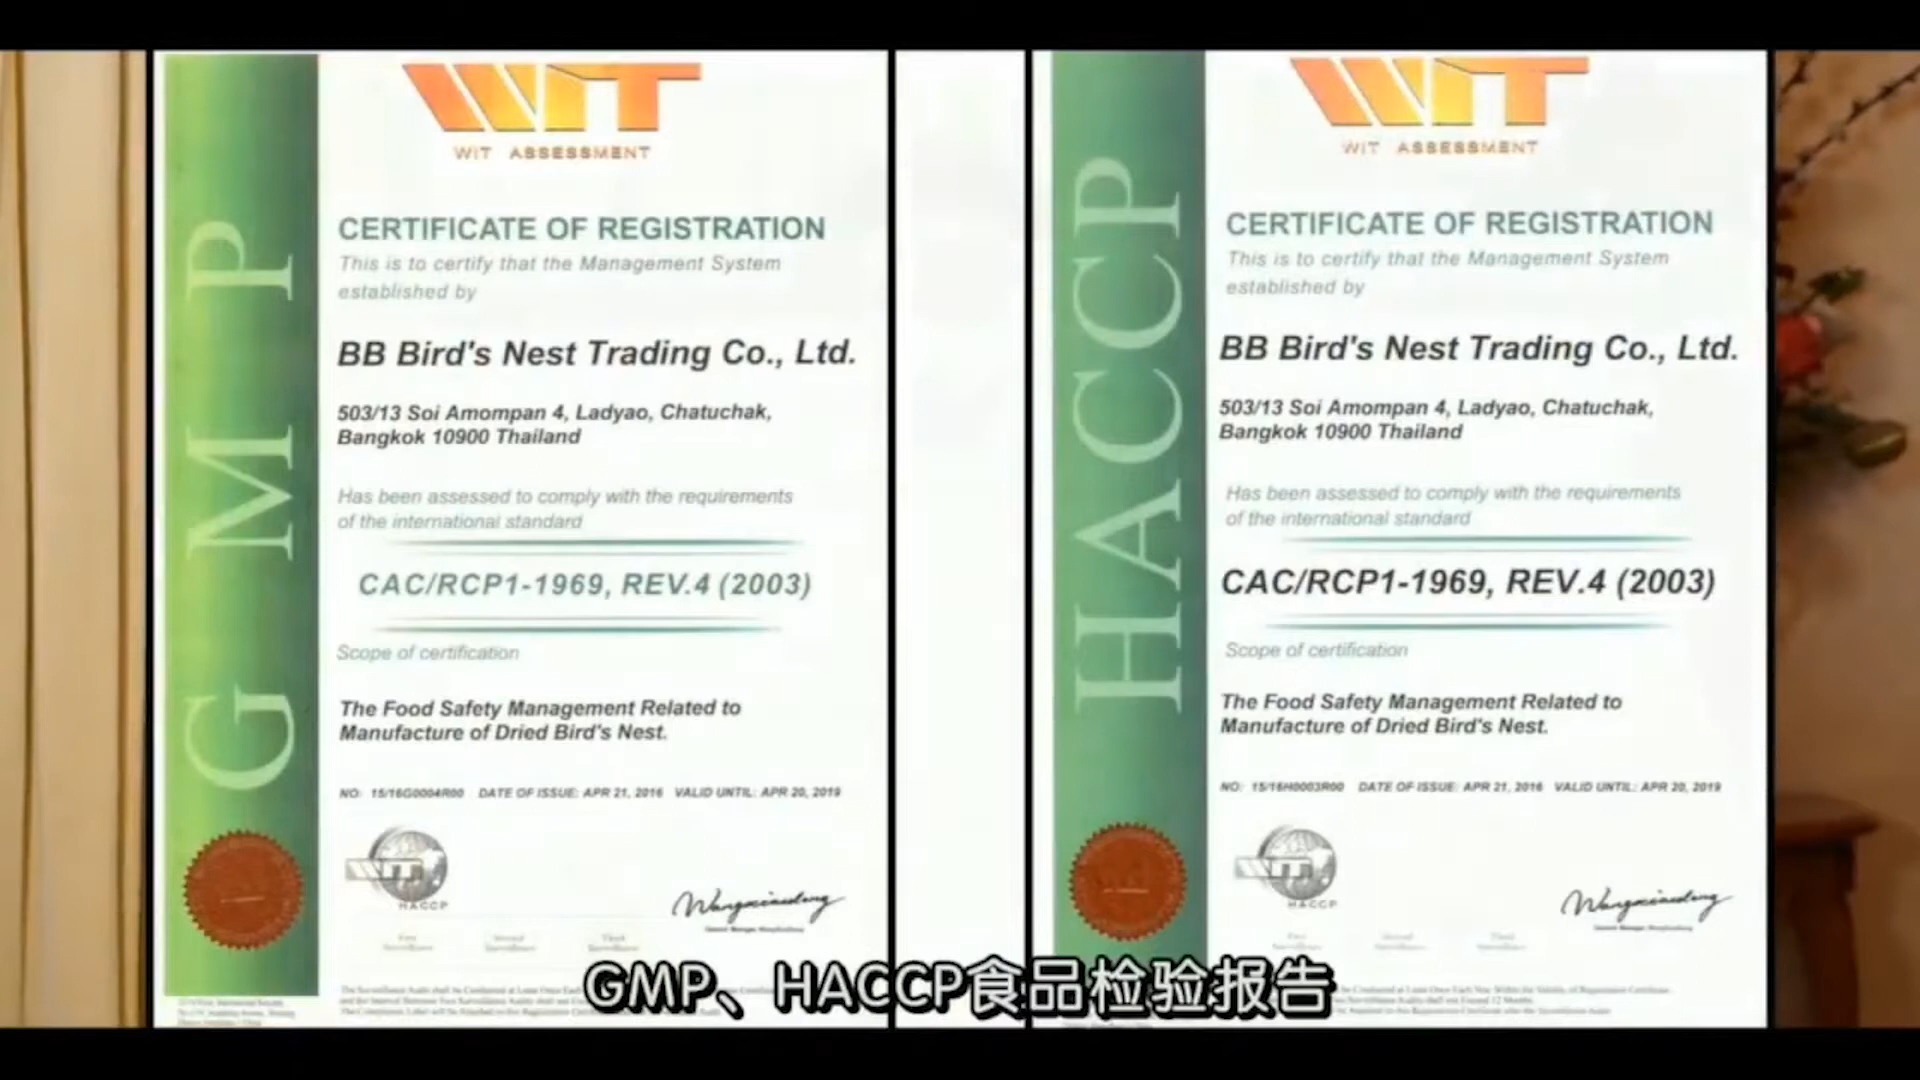 GMP
WIT
WIT ASSESSMENT
CERTIFICATE OF REGISTRATION
This is to certify that the Management System
established by
BB Bird's Nest Trading Co., Ltd.
503/13 Soi Amompan 4, Ladyao, Chatuchak,
Bangkok 10900 Thailand
Has been assessed to comply with the requirements
of the international standard
CAC/RCP1-1969, REV.4 (2003)
Scope of certification
The Food Safety Management Related to
Manufacture of Dried Bird's Nest.
NO: 15/16G0004R00 DATE OF ISSUE: APR 21, 2016 VALID UNTIL: APR 20, 2019
WIT
HACCP
HACCP
WIT
WIT ASSESSMENT
CERTIFICATE OF REGISTRATION
This is to certify that the Management System
established by
BB Bird's Nest Trading Co., Ltd.
503/13 Soi Amompan 4, Ladyao, Chatuchak,
Bangkok 10900 Thailand
Has been assessed to comply with the requirements
of the international standard
CAC/RCP1-1969, REV.4 (2003)
Scope of certification
The Food Safety Management Related to
Manufacture of Dried Bird's Nest.
NO: 15/16H0003R00 DATE OF ISSUE: APR 21, 2016 VALID UNTIL: APR 20, 2019
WIT
HACCP
GMP、HACCP食品检验报告